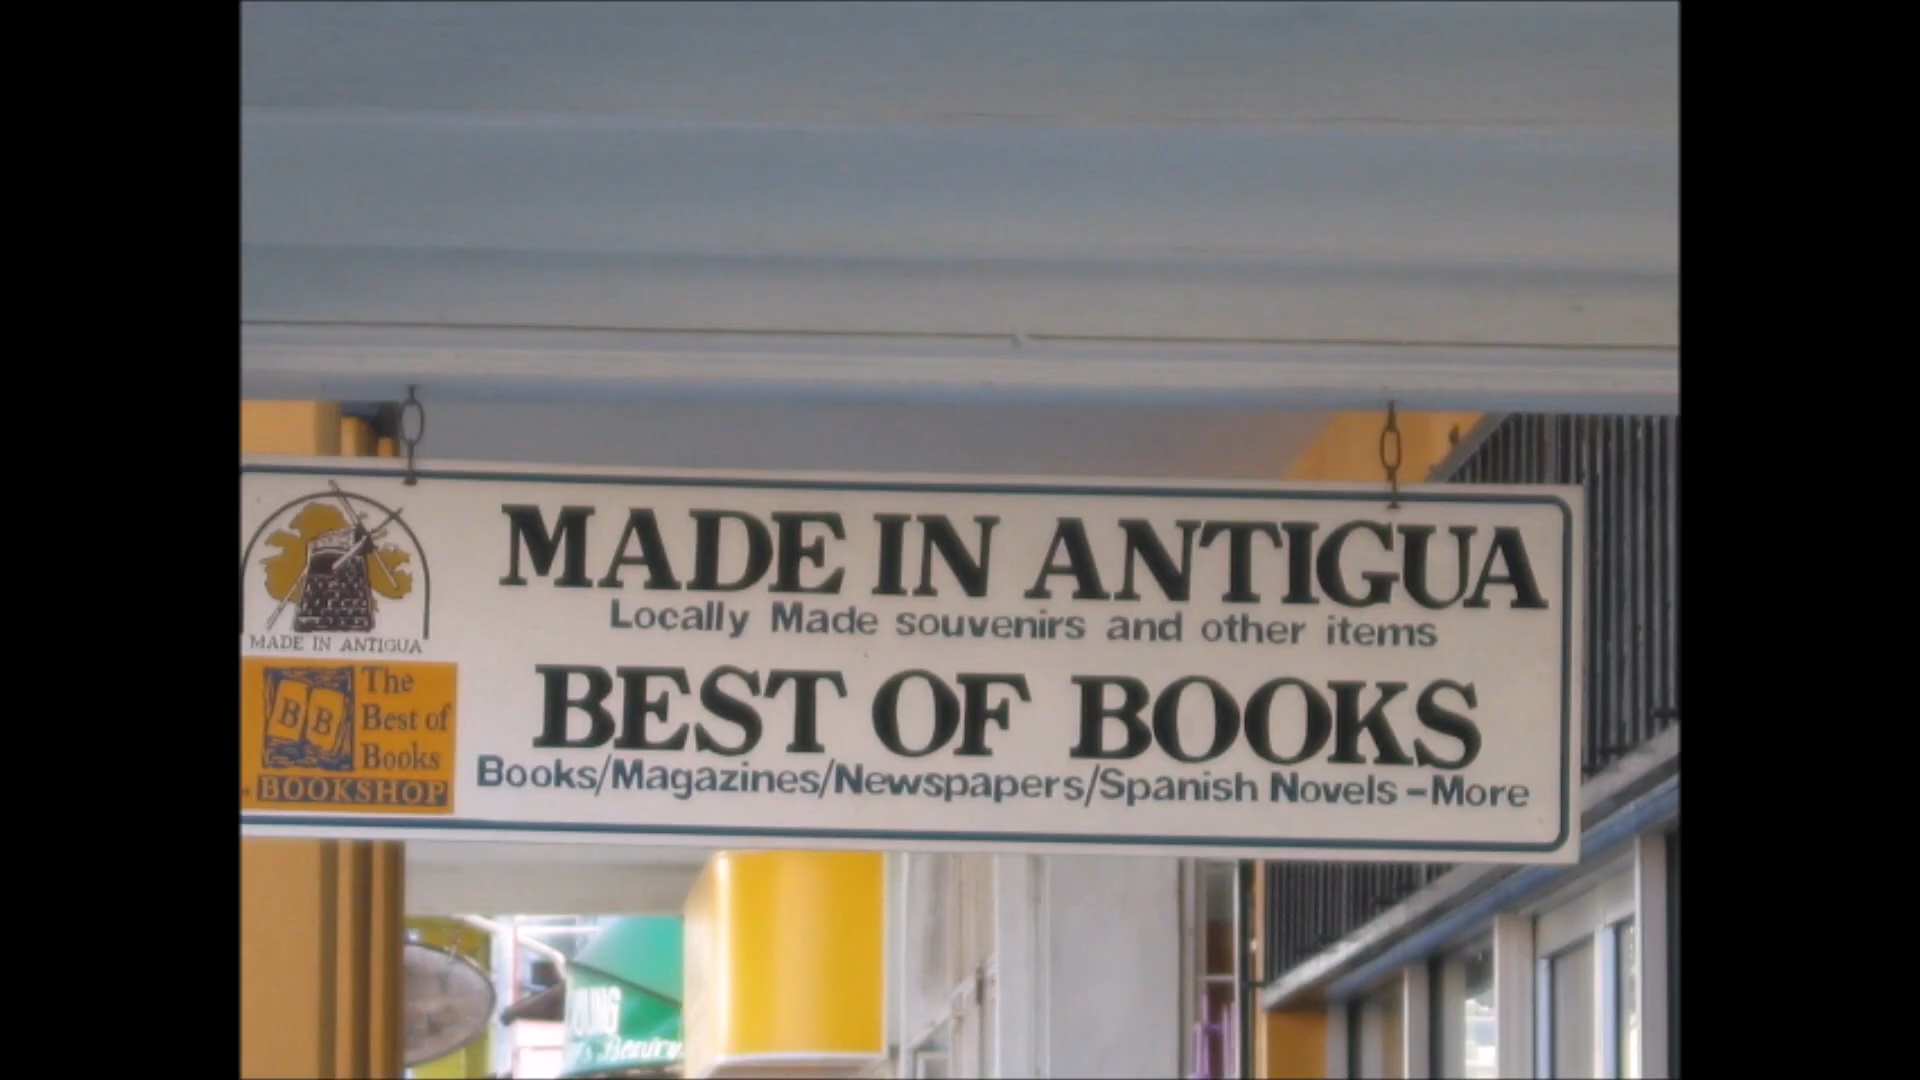 MADE IN ANTIGUA
Locally Made souvenirs and other items
MADE IN ANTIGUA
BEST OF BOOKS
Books/Magazines/Newspapers/Spanish Novels -More
BB
The
Best of
Books
BOOKSHOP